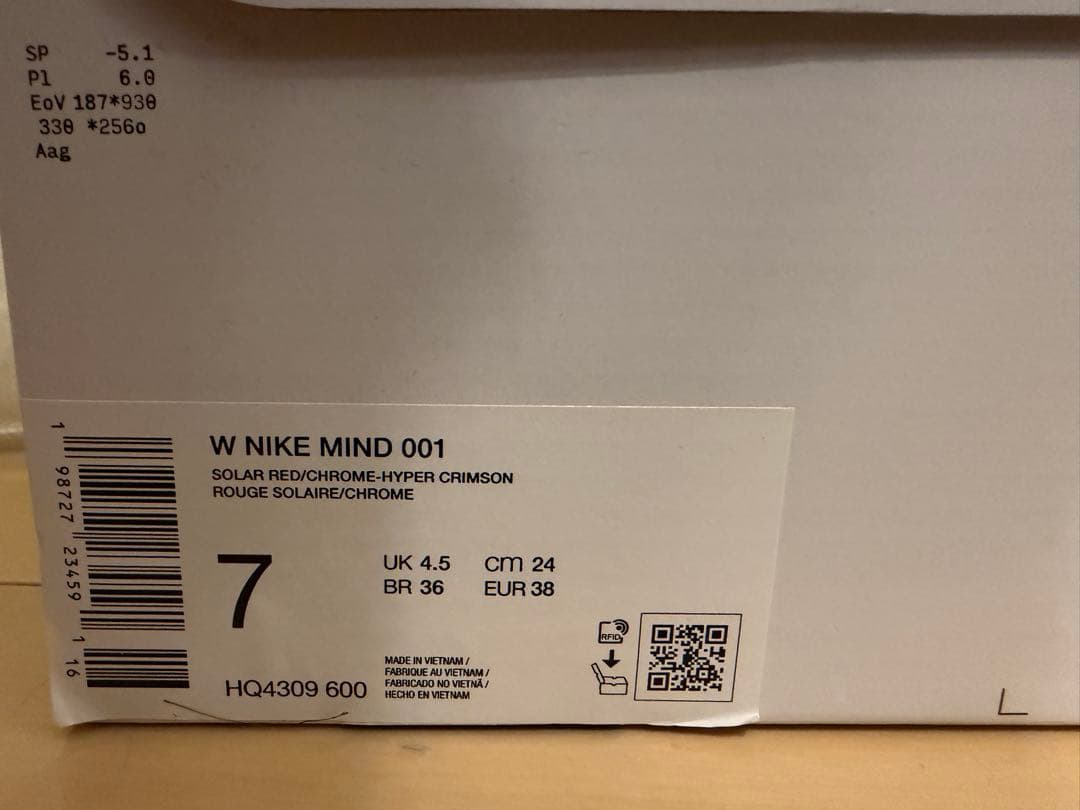 SP -5.1
Pl 6.0
EoV 187*930
330 *256o
Aag
W NIKE MIND 001
SOLAR RED/CHROME-HYPER CRIMSON
ROUGE SOLAIRE/CHROME
7
UK 4.5 cm 24
BR 36 EUR 38
HQ4309 600
MADE IN VIETNAM /
FABRIQUE AU VIETNAM /
FABRICADO NO VIETNÃ /
HECHO EN VIETNAM
RFID
1 98727 23459 1 16
L